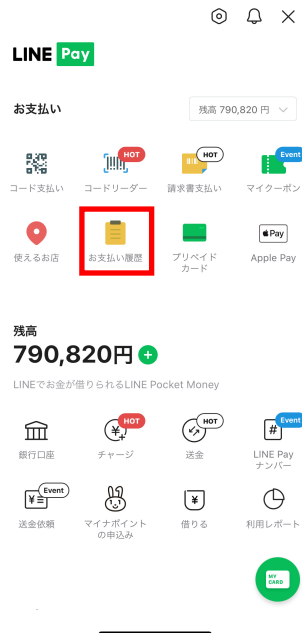 LINE Pay
お支払い
残高 790,820 円
HOT
HOT
Event
コード支払い
コードリーダー
請求書支払い
マイクーポン
Pay
使えるお店
お支払い履歴
プリペイド
カード
Apple Pay
残高
790,820円
LINEでお金が借りられるLINE Pocket Money
HOT
HOT
Event
銀行口座
チャージ
送金
LINE Pay
ナンバー
Event
送金依頼
マイナポイント
の申込み
借りる
利用レポート
MY
CARD